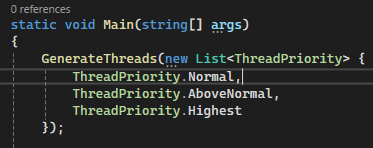 0 references
static void Main(string[] args)
{
    GenerateThreads(new List<ThreadPriority> {
        ThreadPriority.Normal,
        ThreadPriority.AboveNormal,
        ThreadPriority.Highest
    });